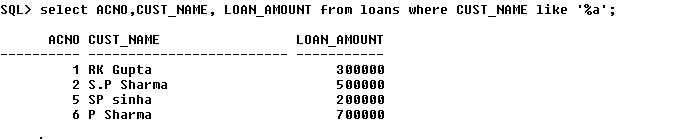 SQL> select ACNO,CUST_NAME, LOAN_AMOUNT from loans where CUST_NAME like '%a';
ACNO CUST_NAME LOAN_AMOUNT
---------- ------------------------- -----------
1 RK Gupta 300000
2 S.P Sharma 500000
5 SP sinha 200000
6 P Sharma 700000